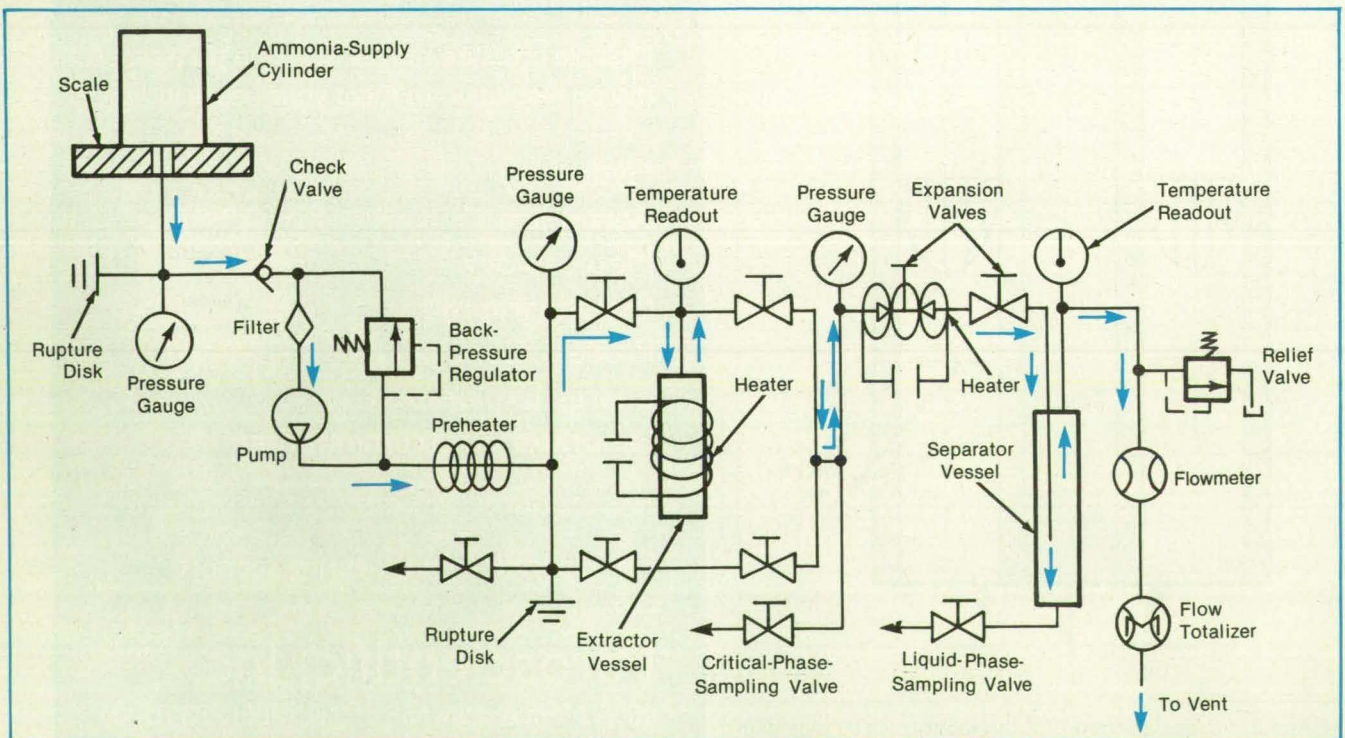 Ammonia-Supply
Cylinder
Scale
Check
Valve
Pressure
Gauge
Temperature
Readout
Pressure
Gauge
Expansion
Valves
Temperature
Readout
Filter
Back-
Pressure
Regulator
Rupture
Disk
Pressure
Gauge
Heater
Heater
Relief
Valve
Pump
Preheater
Separator
Vessel
Flowmeter
Rupture
Disk
Extractor
Vessel
Critical-Phase-
Sampling Valve
Liquid-Phase-
Sampling Valve
Flow
Totalizer
To Vent